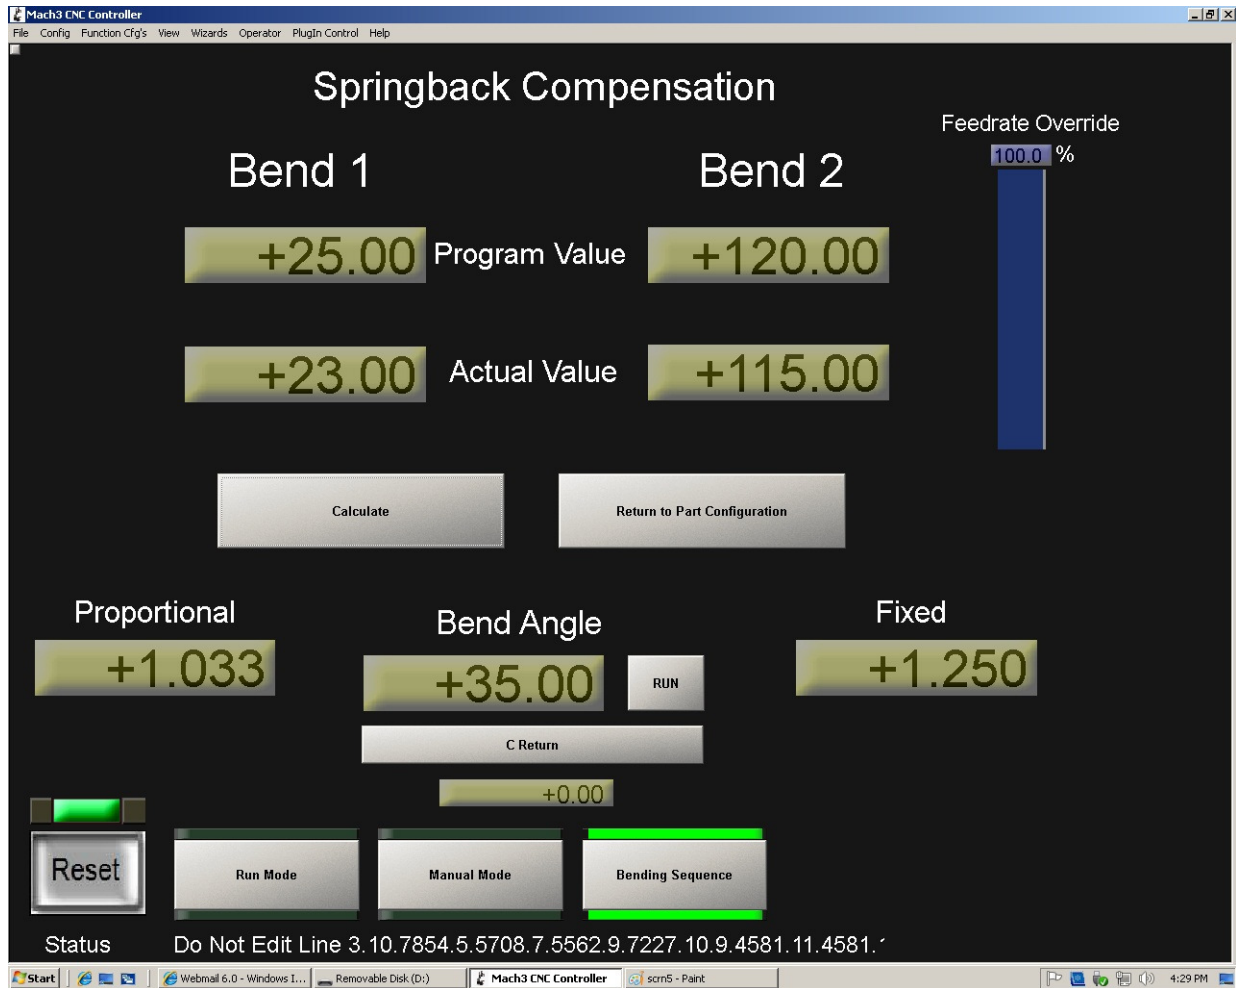 Mach3 CNC Controller
File Config Function Cfg's View Wizards Operator PlugIn Control Help
Springback Compensation
Feedrate Override
100.0 %
Bend 1 Bend 2
+25.00 Program Value +120.00
+23.00 Actual Value +115.00
Calculate Return to Part Configuration
Proportional Bend Angle Fixed
+1.033 +35.00 RUN +1.250
C Return
+0.00
Reset Run Mode Manual Mode Bending Sequence
Status Do Not Edit Line 3.10.7854.5.5708.7.5562.9.7227.10.9.4581.11.4581.
Start Webmail 6.0 - Windows I... Removable Disk (D:) Mach3 CNC Controller scrn5 - Paint 4:29 PM